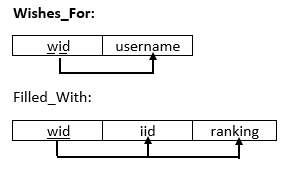 Wishes_For:
wid username
Filled_With:
wid iid ranking